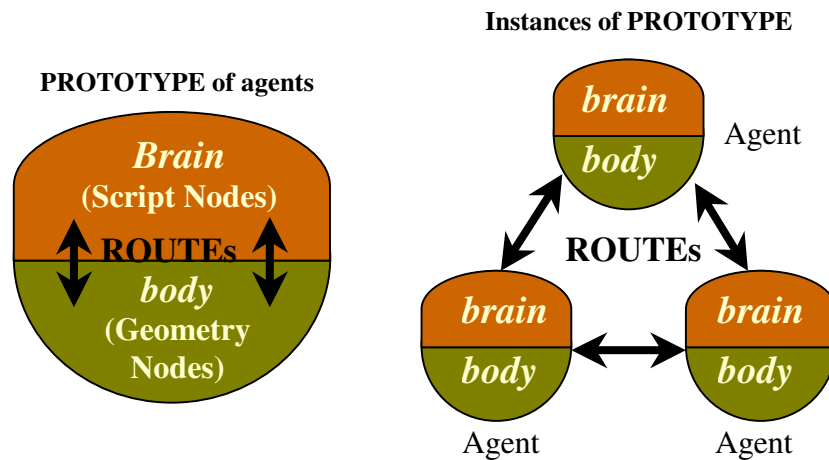 PROTOTYPE of agents
Brain
(Script Nodes)
ROUTEs
body
(Geometry
Nodes)
Instances of PROTOTYPE
brain
body
Agent
ROUTEs
brain
body
Agent
brain
body
Agent